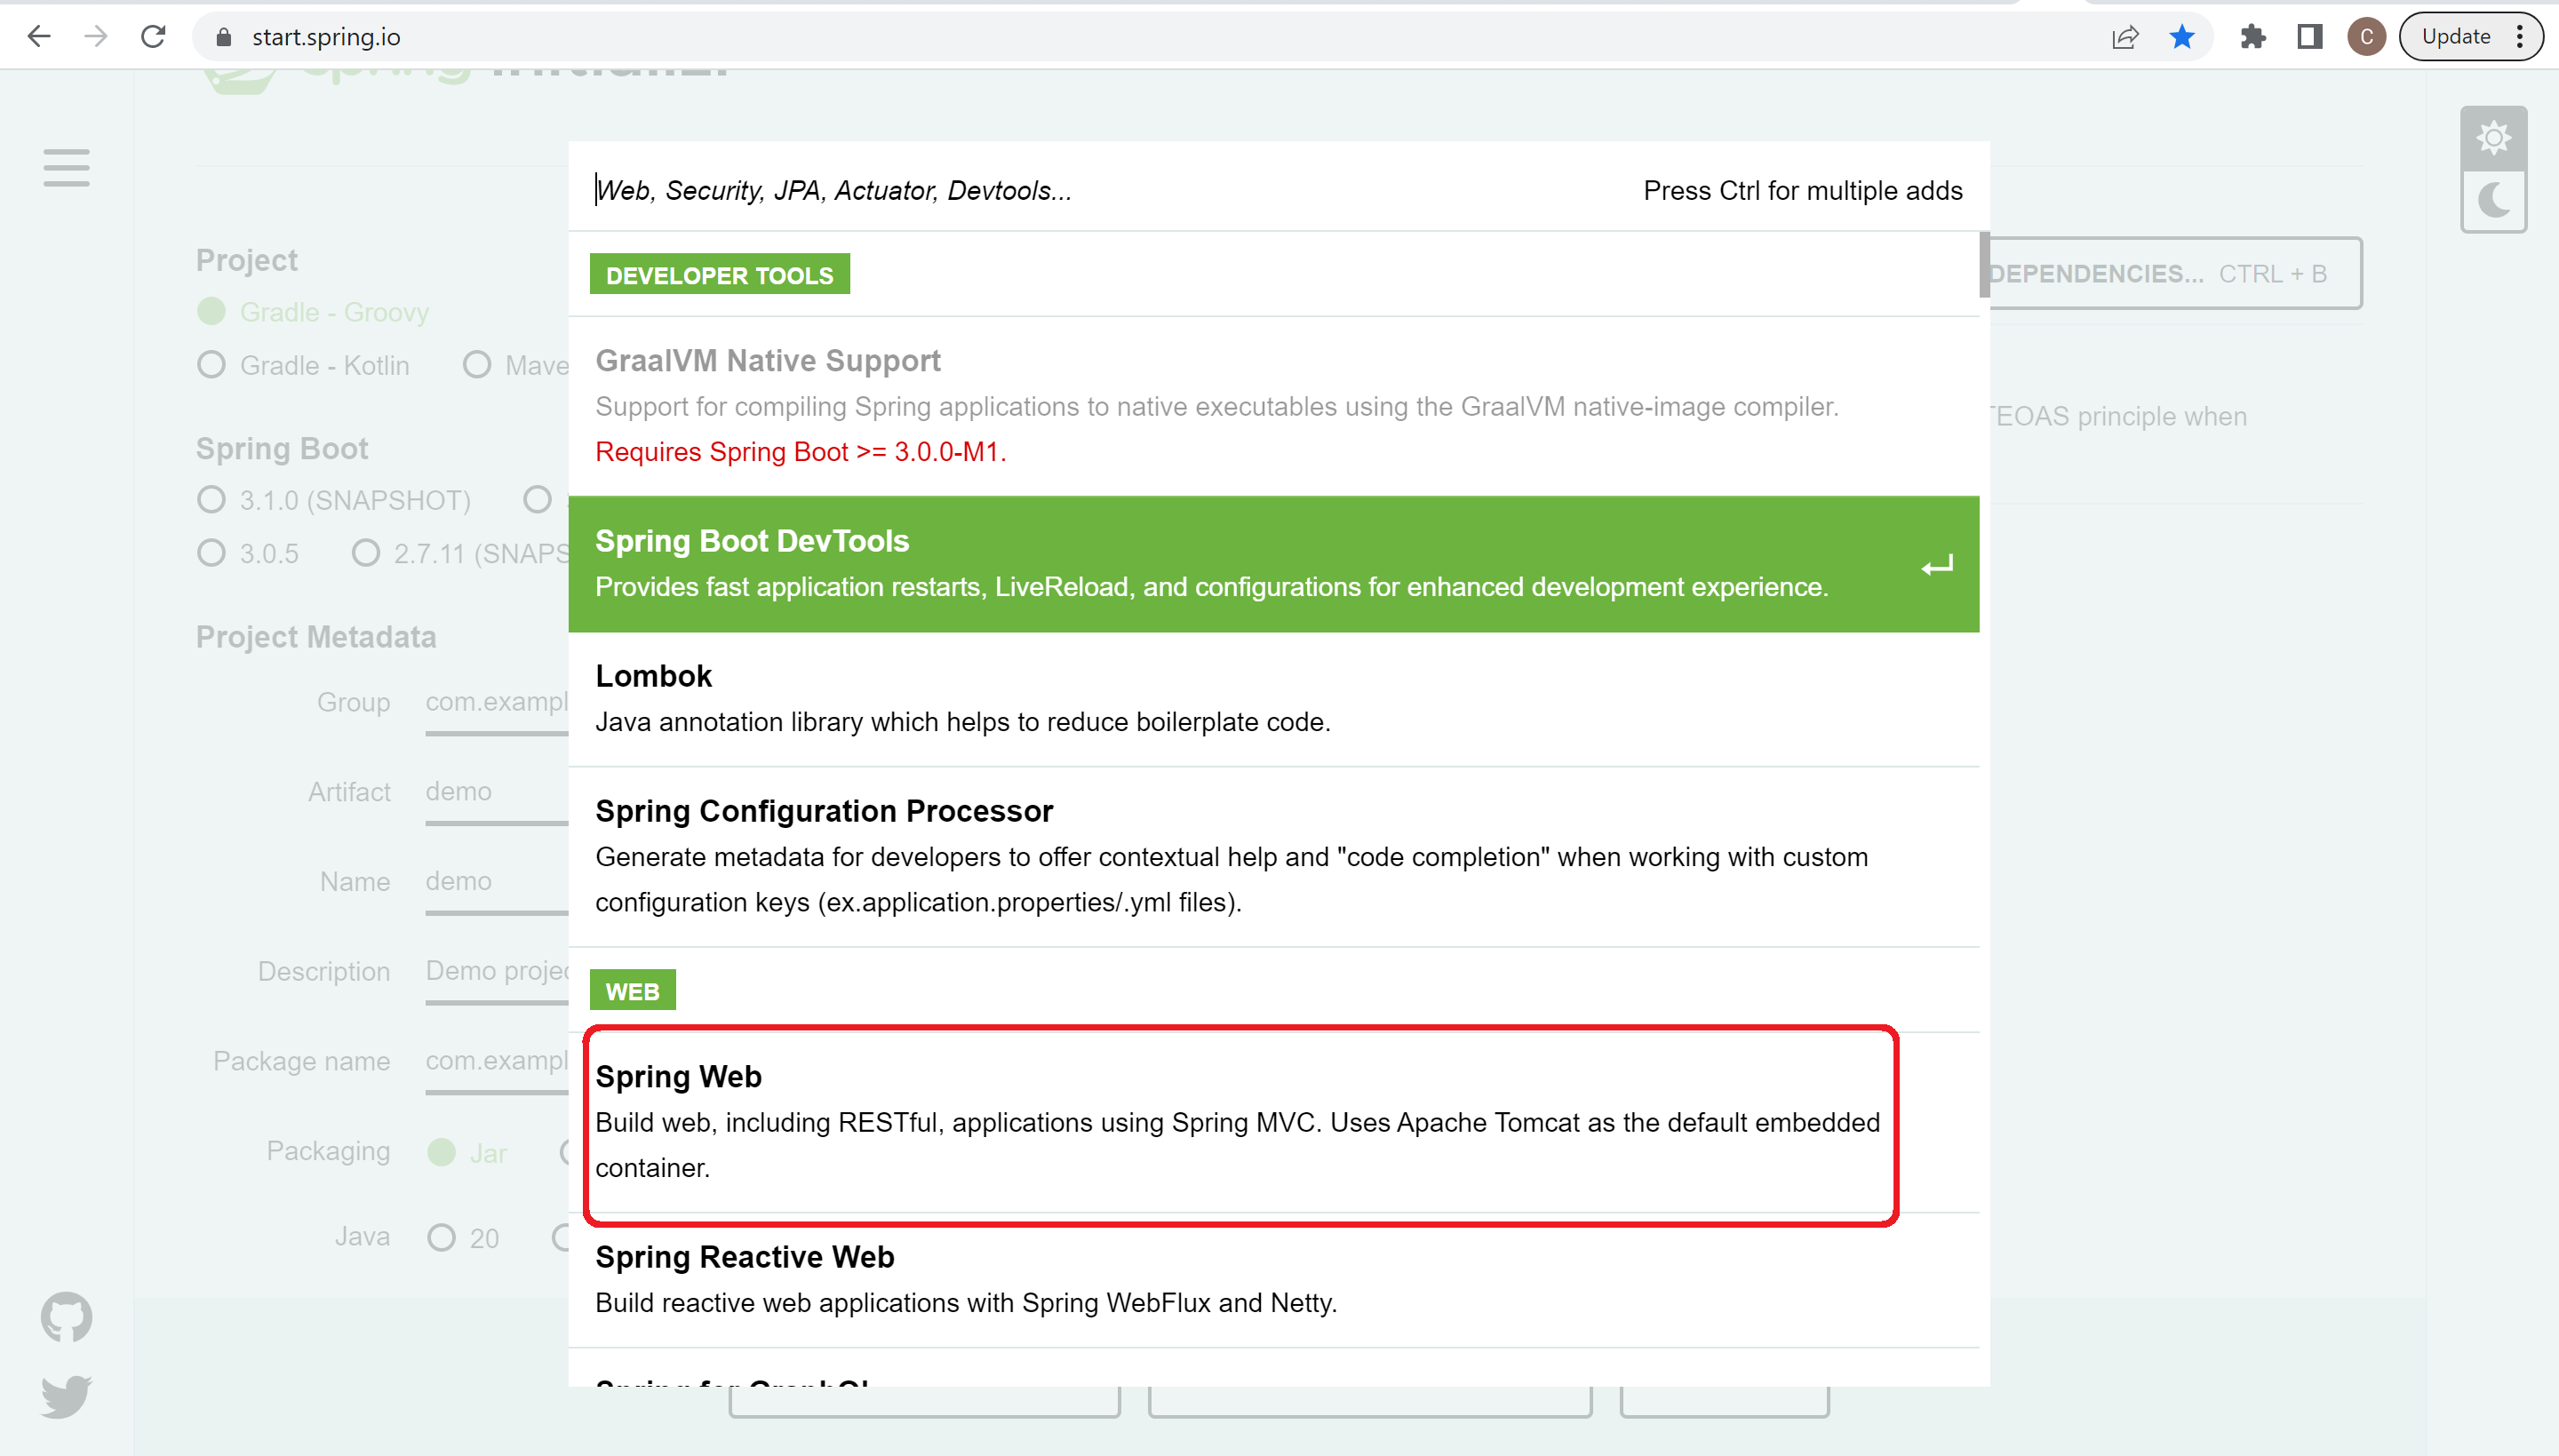 start.spring.io
C
Update
spring initializr
Web, Security, JPA, Actuator, Devtools...
Press Ctrl for multiple adds
DEVELOPER TOOLS
DEPENDENCIES... CTRL + B
Project
Gradle - Groovy
Gradle - Kotlin
Mave
GraalVM Native Support
Support for compiling Spring applications to native executables using the GraalVM native-image compiler.
Requires Spring Boot >= 3.0.0-M1.
TEOAS principle when
Spring Boot
3.1.0 (SNAPSHOT)
3.0.5
2.7.11 (SNAPS
Spring Boot DevTools
Provides fast application restarts, LiveReload, and configurations for enhanced development experience.
Project Metadata
Group
com.exampl
Lombok
Java annotation library which helps to reduce boilerplate code.
Artifact
demo
Spring Configuration Processor
Generate metadata for developers to offer contextual help and "code completion" when working with custom
configuration keys (ex.application.properties/.yml files).
Name
demo
Description
Demo projec
WEB
Package name
com.exampl
Spring Web
Build web, including RESTful, applications using Spring MVC. Uses Apache Tomcat as the default embedded
container.
Packaging
Jar
Java
20
Spring Reactive Web
Build reactive web applications with Spring WebFlux and Netty.
Spring for GraphQL